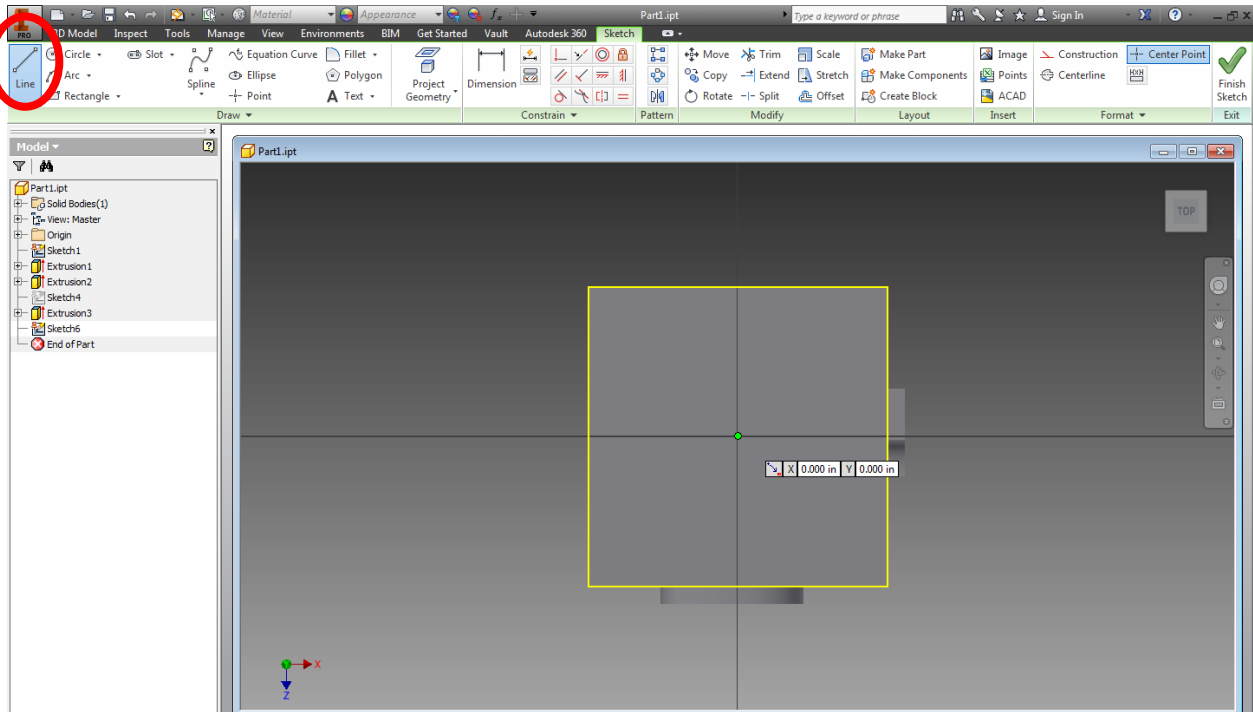 Material Appearance Part1.ipt Type a keyword or phrase Sign In
PRO 3D Model Inspect Tools Manage View Environments BIM Get Started Vault Autodesk 360 Sketch
Line
Circle
Arc
Rectangle
Slot
Spline
Equation Curve
Ellipse
Point
Fillet
Polygon
A Text
Project Geometry
Dimension
Move
Copy
Rotate
Trim
Extend
Split
Scale
Stretch
Offset
Make Part
Make Components
Create Block
Image
Points
ACAD
Construction
Centerline
Center Point
Finish Sketch
Draw Constrain Pattern Modify Layout Insert Format Exit
Model
Part1.ipt
Solid Bodies(1)
View: Master
Origin
Sketch1
Extrusion1
Extrusion2
Sketch4
Extrusion3
Sketch6
End of Part
Part1.ipt
TOP
X 0.000 in Y 0.000 in
X
Z